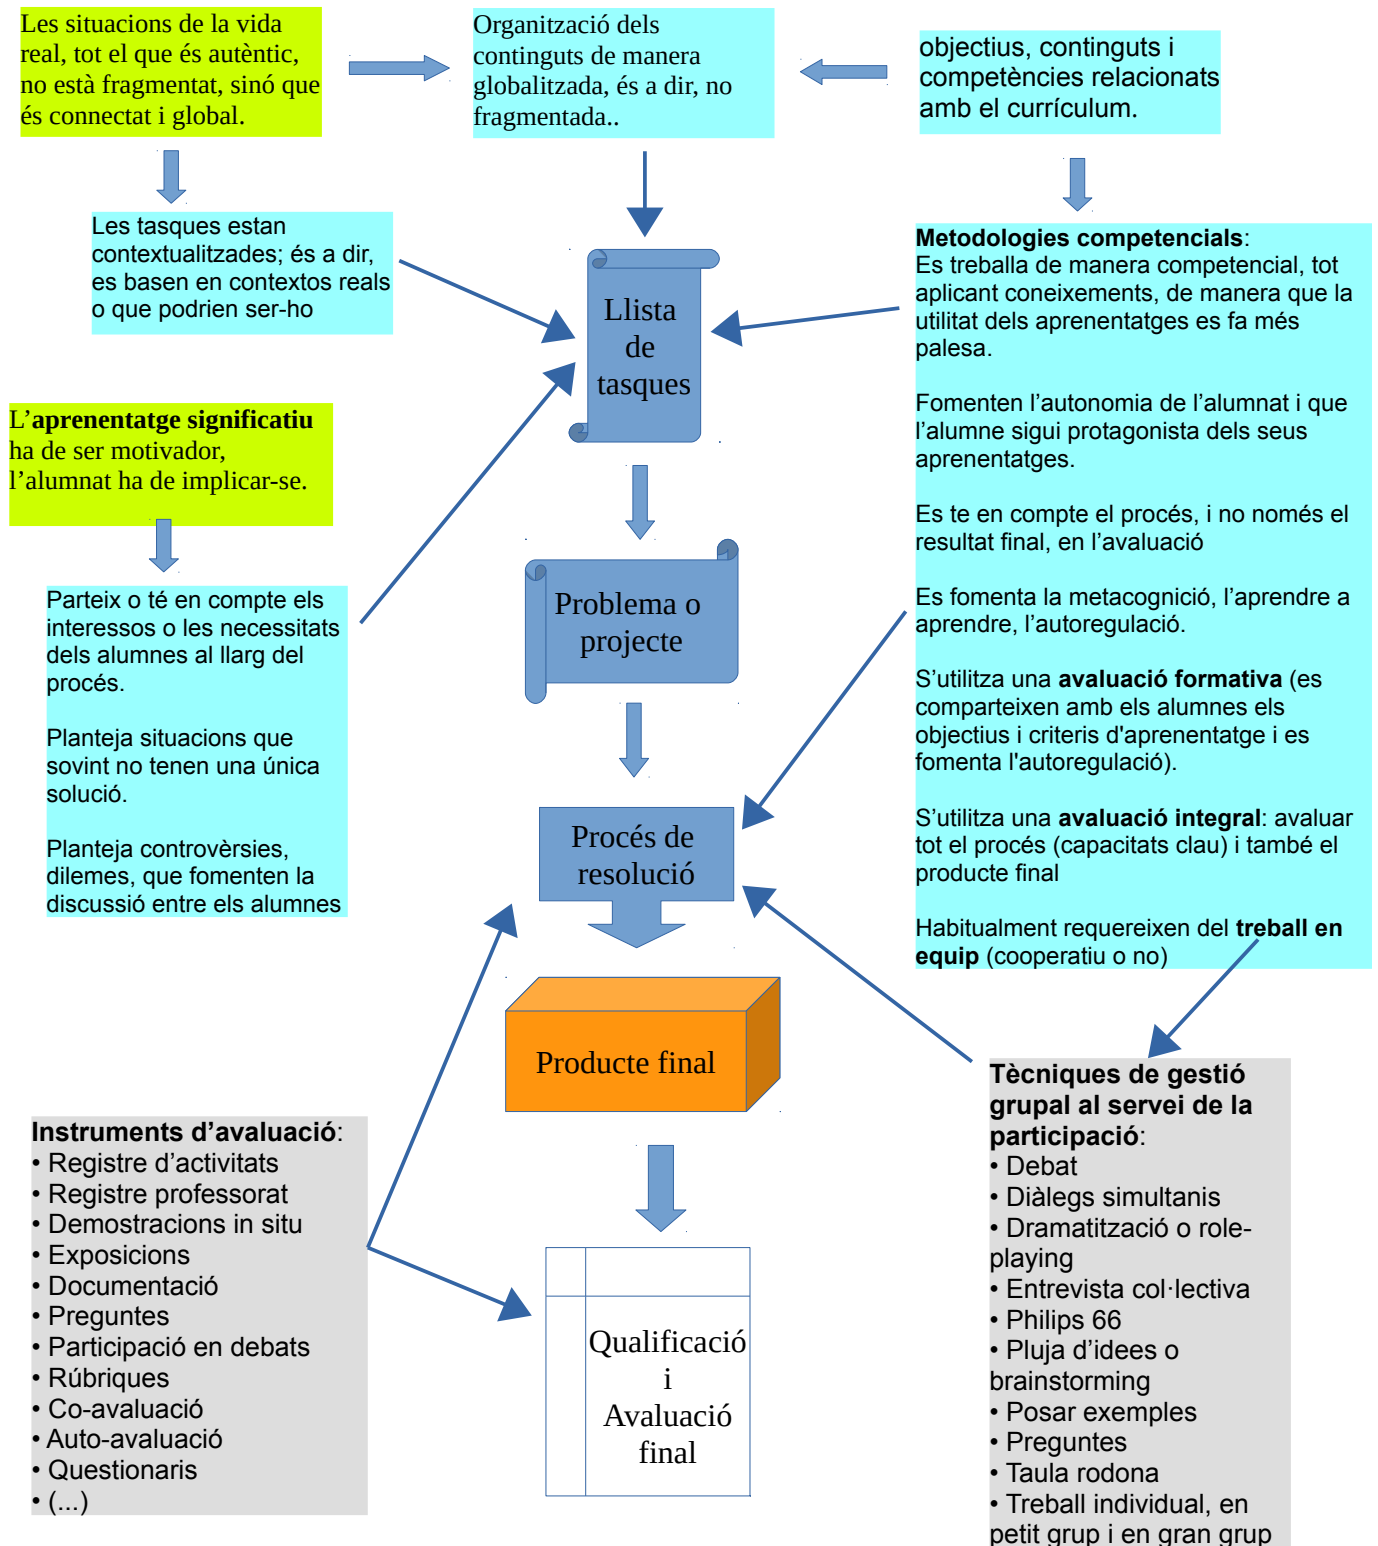 Les situacions de la vida
real, tot el que és autèntic,
no està fragmentat, sinó que
és connectat i global.
Organització dels
continguts de manera
globalitzada, és a dir, no
fragmentada..
objectius, continguts i
competències relacionats
amb el currículum.
Les tasques estan
contextualitzades; és a dir,
es basen en contextos reals
o que podrien ser-ho
Llista
de
tasques
Metodologies competencials:
Es treballa de manera competencial, tot
aplicant coneixements, de manera que la
utilitat dels aprenentatges es fa més
palesa.
Fomenten l’autonomia de l’alumnat i que
l’alumne sigui protagonista dels seus
aprenentatges.
Es te en compte el procés, i no només el
resultat final, en l’avaluació
Es fomenta la metacognició, l’aprendre a
aprendre, l’autoregulació.
S’utilitza una avaluació formativa (es
comparteixen amb els alumnes els
objectius i criteris d'aprenentatge i es
fomenta l'autoregulació).
S’utilitza una avaluació integral: avaluar
tot el procés (capacitats clau) i també el
producte final
Habitualment requereixen del treball en
equip (cooperatiu o no)
L’aprenentatge significatiu
ha de ser motivador,
l’alumnat ha de implicar-se.
Parteix o té en compte els
interessos o les necessitats
dels alumnes al llarg del
procés.
Planteja situacions que
sovint no tenen una única
solució.
Planteja controvèrsies,
dilemes, que fomenten la
discussió entre els alumnes
Problema o
projecte
Procés de
resolució
Producte final
Instruments d’avaluació:
• Registre d’activitats
• Registre professorat
• Demostracions in situ
• Exposicions
• Documentació
• Preguntes
• Participació en debats
• Rúbriques
• Co-avaluació
• Auto-avaluació
• Questionaris
• (...)
Qualificació
i
Avaluació
final
Tècniques de gestió
grupal al servei de la
participació:
• Debat
• Diàlegs simultanis
• Dramatització o role-
playing
• Entrevista col·lectiva
• Philips 66
• Pluja d’idees o
brainstorming
• Posar exemples
• Preguntes
• Taula rodona
• Treball individual, en
petit grup i en gran grup